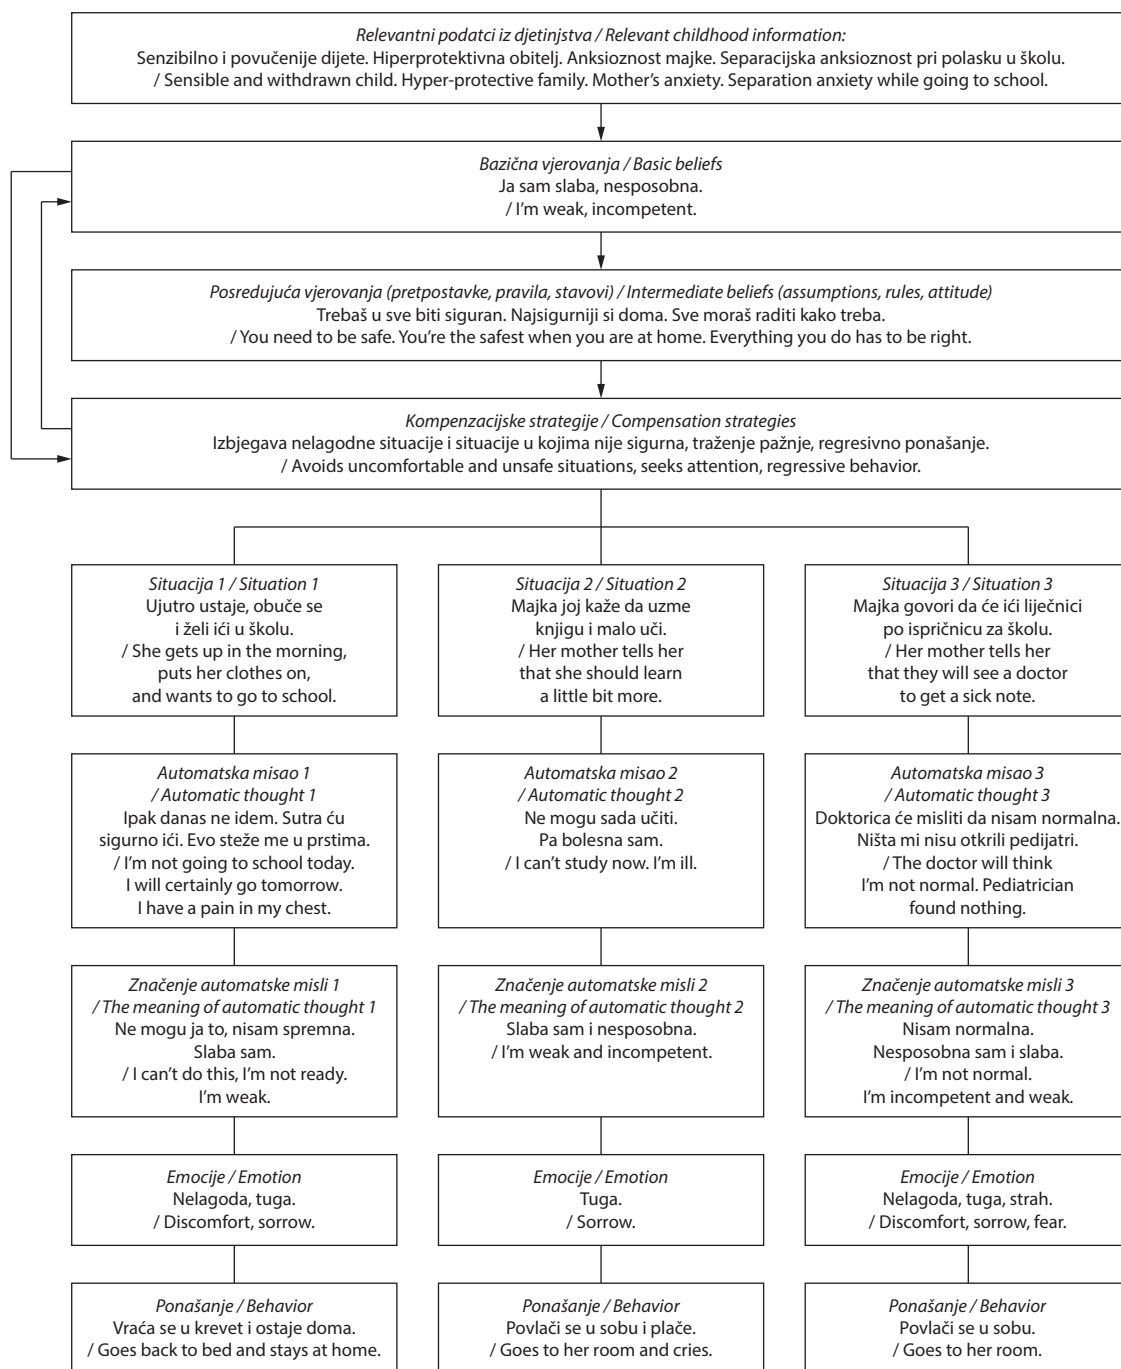 Relevantni podatci iz djetinjstva / Relevant childhood information:
Senzibilno i povučenije dijete. Hiperprotektivna obitelj. Anksioznost majke. Separacijska anksioznost pri polasku u školu.
/ Sensible and withdrawn child. Hyper-protective family. Mother's anxiety. Separation anxiety while going to school.
Bazična vjerovanja / Basic beliefs
Ja sam slaba, nesposobna.
/ I'm weak, incompetent.
Posredujuća vjerovanja (pretpostavke, pravila, stavovi) / Intermediate beliefs (assumptions, rules, attitude)
Trebaš u sve biti siguran. Najsigurniji si doma. Sve moraš raditi kako treba.
/ You need to be safe. You're the safest when you are at home. Everything you do has to be right.
Kompenzacijske strategije / Compensation strategies
Izbjegava nelagodne situacije i situacije u kojima nije sigurna, traženje pažnje, regresivno ponašanje.
/ Avoids uncomfortable and unsafe situations, seeks attention, regressive behavior.
Situacija 1 / Situation 1
Ujutro ustaje, obuče se
i želi ići u školu.
/ She gets up in the morning,
puts her clothes on,
and wants to go to school.
Situacija 2 / Situation 2
Majka joj kaže da uzme
knjigu i malo uči.
/ Her mother tells her
that she should learn
a little bit more.
Situacija 3 / Situation 3
Majka govori da će ići liječnici
po ispričnicu za školu.
/ Her mother tells her
that they will see a doctor
to get a sick note.
Automatska misao 1
/ Automatic thought 1
Ipak danas ne idem. Sutra ću
sigurno ići. Evo steže me u prstima.
/ I'm not going to school today.
I will certainly go tomorrow.
I have a pain in my chest.
Automatska misao 2
/ Automatic thought 2
Ne mogu sada učiti.
Pa bolesna sam.
/ I can't study now. I'm ill.
Automatska misao 3
/ Automatic thought 3
Doktorica će misliti da nisam normalna.
Ništa mi nisu otkrili pedijatri.
/ The doctor will think
I'm not normal. Pediatrician
found nothing.
Značenje automatske misli 1
/ The meaning of automatic thought 1
Ne mogu ja to, nisam spremna.
Slaba sam.
/ I can't do this, I'm not ready.
I'm weak.
Značenje automatske misli 2
/ The meaning of automatic thought 2
Slaba sam i nesposobna.
/ I'm weak and incompetent.
Značenje automatske misli 3
/ The meaning of automatic thought 3
Nisam normalna.
Nesposobna sam i slaba.
/ I'm not normal.
I'm incompetent and weak.
Emocije / Emotion
Nelagoda, tuga.
/ Discomfort, sorrow.
Emocije / Emotion
Tuga.
/ Sorrow.
Emocije / Emotion
Nelagoda, tuga, strah.
/ Discomfort, sorrow, fear.
Ponašanje / Behavior
Vraća se u krevet i ostaje doma.
/ Goes back to bed and stays at home.
Ponašanje / Behavior
Povlači se u sobu i plače.
/ Goes to her room and cries.
Ponašanje / Behavior
Povlači se u sobu.
/ Goes to her room.